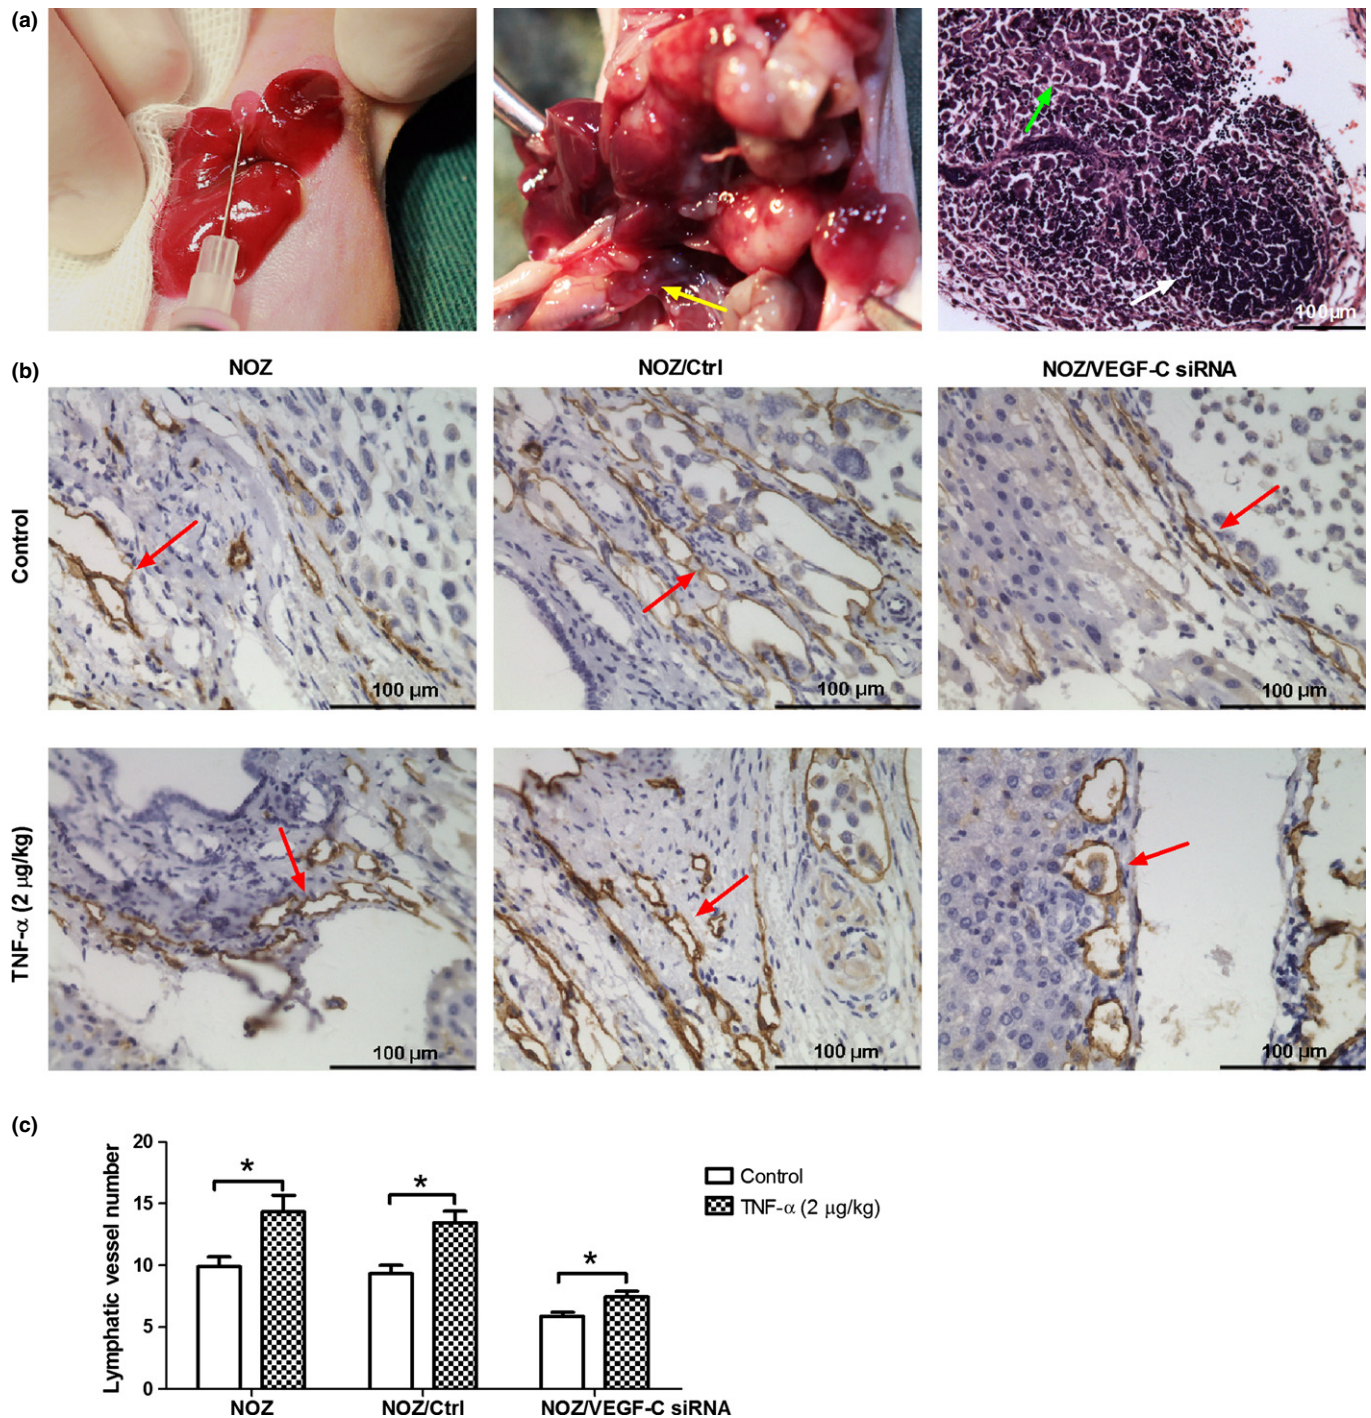 (a)
100μm
(b)
NOZ
NOZ/Ctrl
NOZ/VEGF-C siRNA
Control
100 μm
100 μm
100 μm
TNF-α (2 μg/kg)
100 μm
100 μm
100 μm
(c)
Lymphatic vessel number
20
15
10
5
0
*
*
*
Control
TNF-α (2 μg/kg)
NOZ
NOZ/Ctrl
NOZ/VEGF-C siRNA